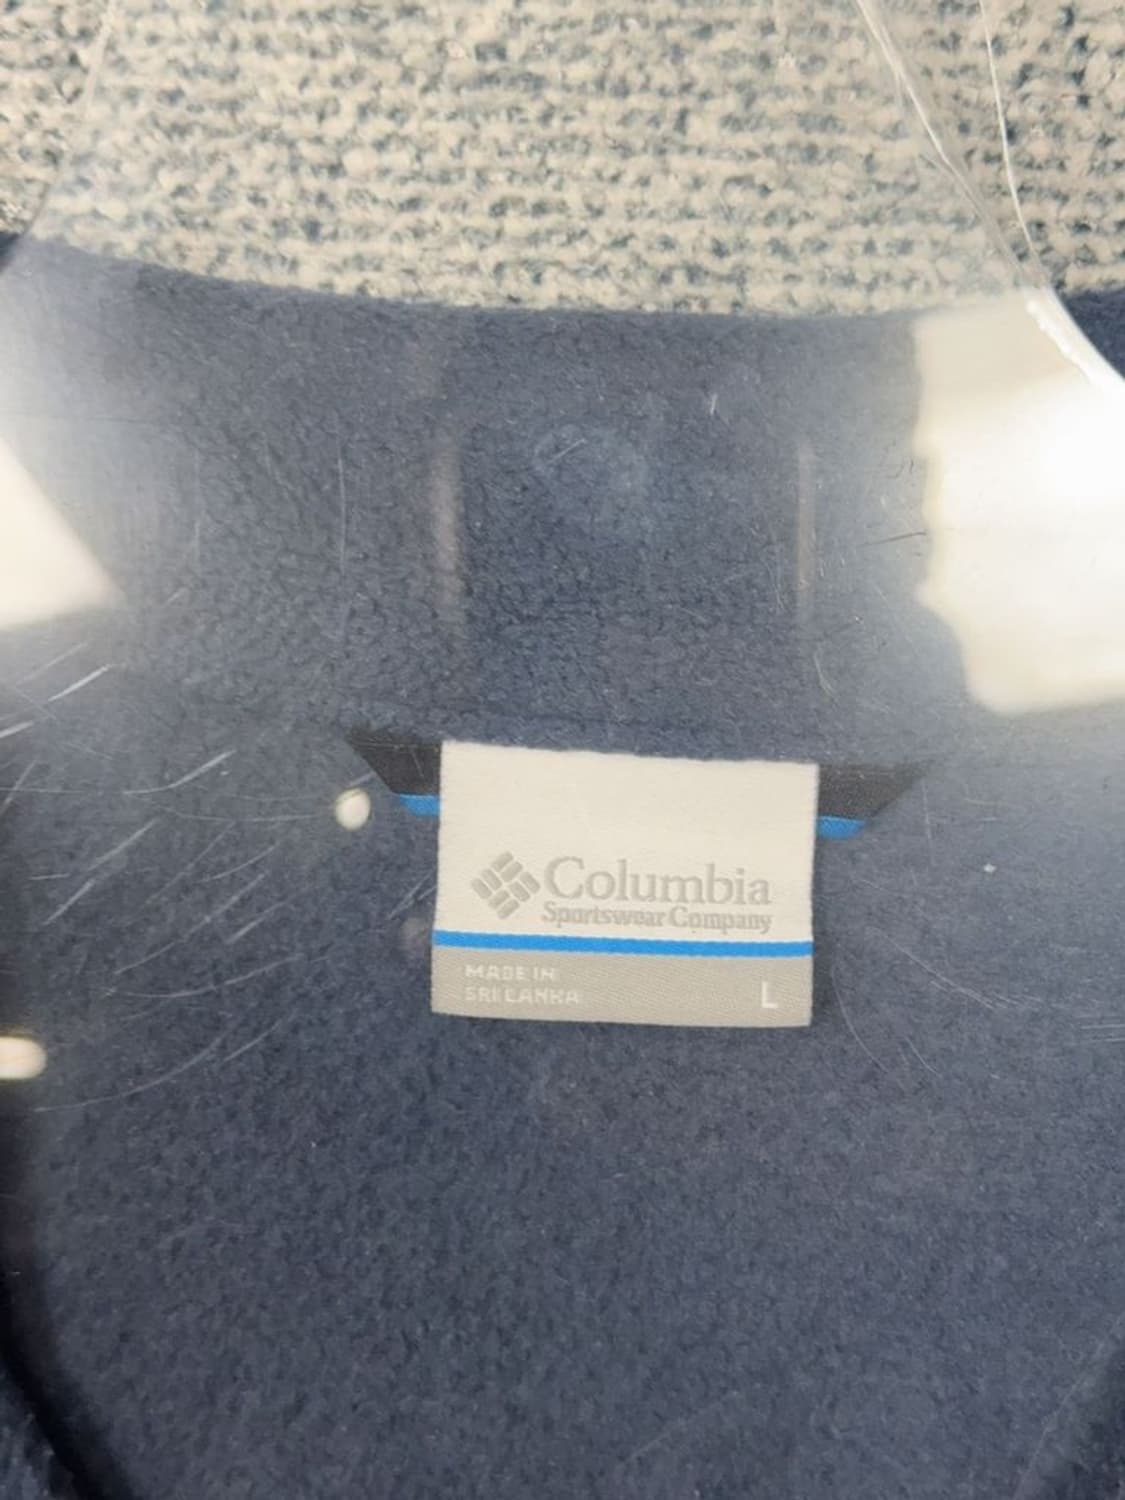 Columbia
Sportswear Company
MADE IN
SRI LANKA
L